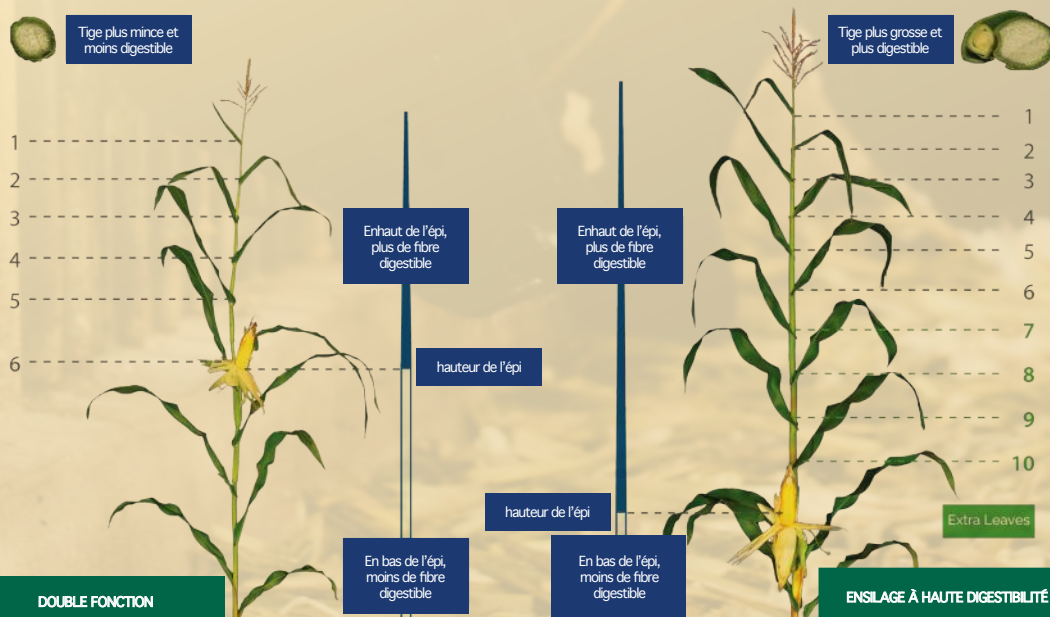 Tige plus mince et
moins digestible
Tige plus grosse et
plus digestible
1
2
3
4
5
6
Enhaut de l'épi,
plus de fibre
digestible
hauteur de l'épi
En bas de l'épi,
moins de fibre
digestible
DOUBLE FONCTION
Enhaut de l'épi,
plus de fibre
digestible
hauteur de l'épi
En bas de l'épi,
moins de fibre
digestible
1
2
3
4
5
6
7
8
9
10
Extra Leaves
ENSILAGE À HAUTE DIGESTIBILITÉ